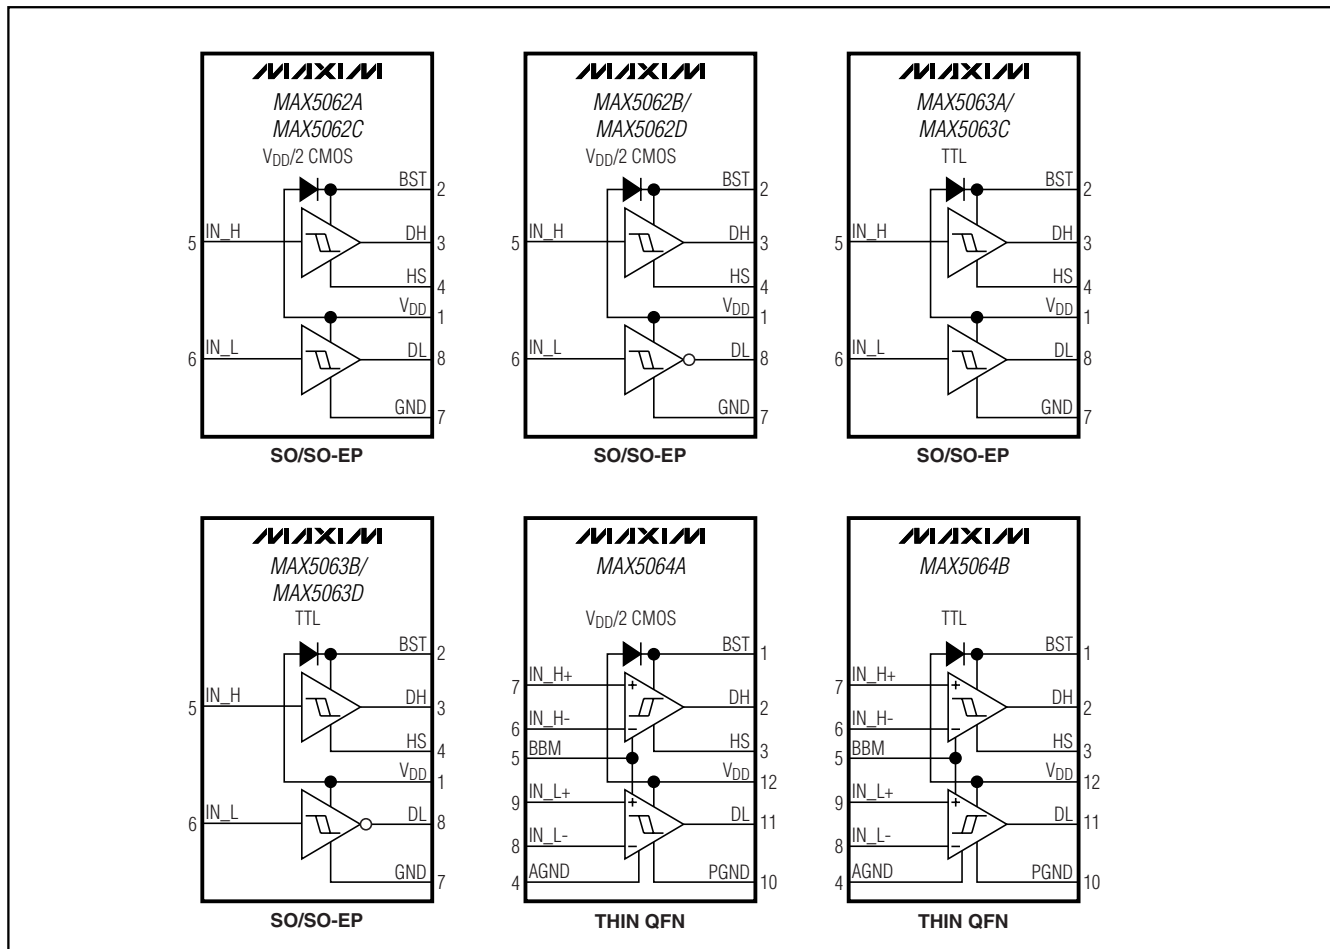 MAXIM
MAX5062A
MAX5062C
VDD/2 CMOS
BST 2
5 IN_H
DH 3
HS 4
VDD 1
6 IN_L
DL 8
GND 7
SO/SO-EP
MAXIM
MAX5062B/
MAX5062D
VDD/2 CMOS
BST 2
5 IN_H
DH 3
HS 4
VDD 1
6 IN_L
DL 8
GND 7
SO/SO-EP
MAXIM
MAX5063A/
MAX5063C
TTL
BST 2
5 IN_H
DH 3
HS 4
VDD 1
6 IN_L
DL 8
GND 7
SO/SO-EP
MAXIM
MAX5063B/
MAX5063D
TTL
BST 2
5 IN_H
DH 3
HS 4
VDD 1
6 IN_L
DL 8
GND 7
SO/SO-EP
MAXIM
MAX5064A
VDD/2 CMOS
BST 1
7 IN_H+ +
DH 2
6 IN_H- −
HS 3
5 BBM
VDD 12
9 IN_L+ +
DL 11
8 IN_L- −
4 AGND
PGND 10
THIN QFN
MAXIM
MAX5064B
TTL
BST 1
7 IN_H+ +
DH 2
6 IN_H- −
HS 3
5 BBM
VDD 12
9 IN_L+ +
DL 11
8 IN_L- −
4 AGND
PGND 10
THIN QFN